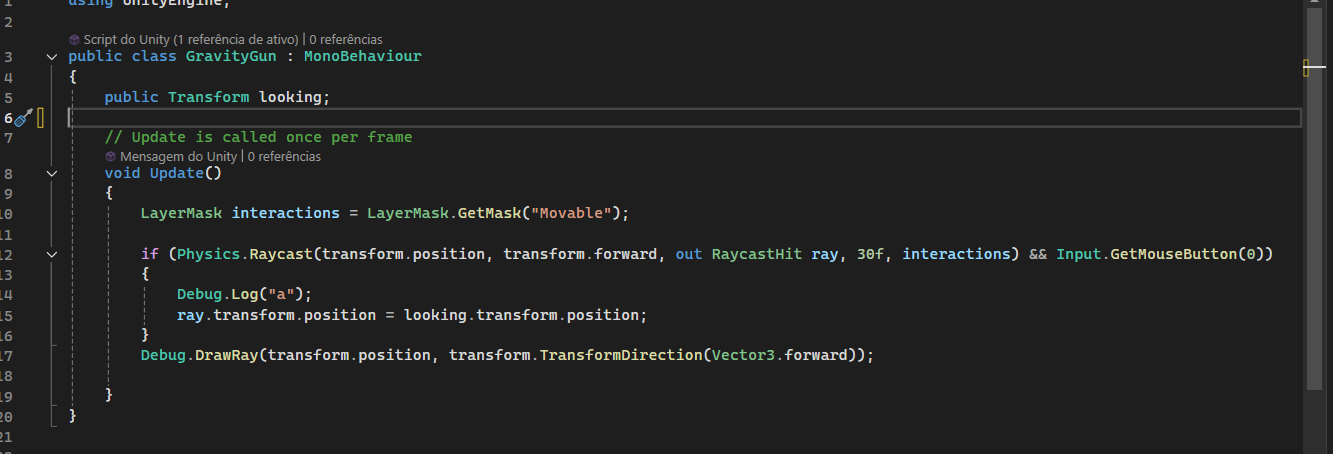 1 using UnityEngine;
2
Script do Unity (1 referência de ativo) | 0 referências
3 public class GravityGun : MonoBehaviour
4 {
5 public Transform looking;
6
7 // Update is called once per frame
Mensagem do Unity | 0 referências
8 void Update()
9 {
10 LayerMask interactions = LayerMask.GetMask("Movable");
11
12 if (Physics.Raycast(transform.position, transform.forward, out RaycastHit ray, 30f, interactions) && Input.GetMouseButton(0))
13 {
14 Debug.Log("a");
15 ray.transform.position = looking.transform.position;
16 }
17 Debug.DrawRay(transform.position, transform.TransformDirection(Vector3.forward));
18
19 }
20 }
21